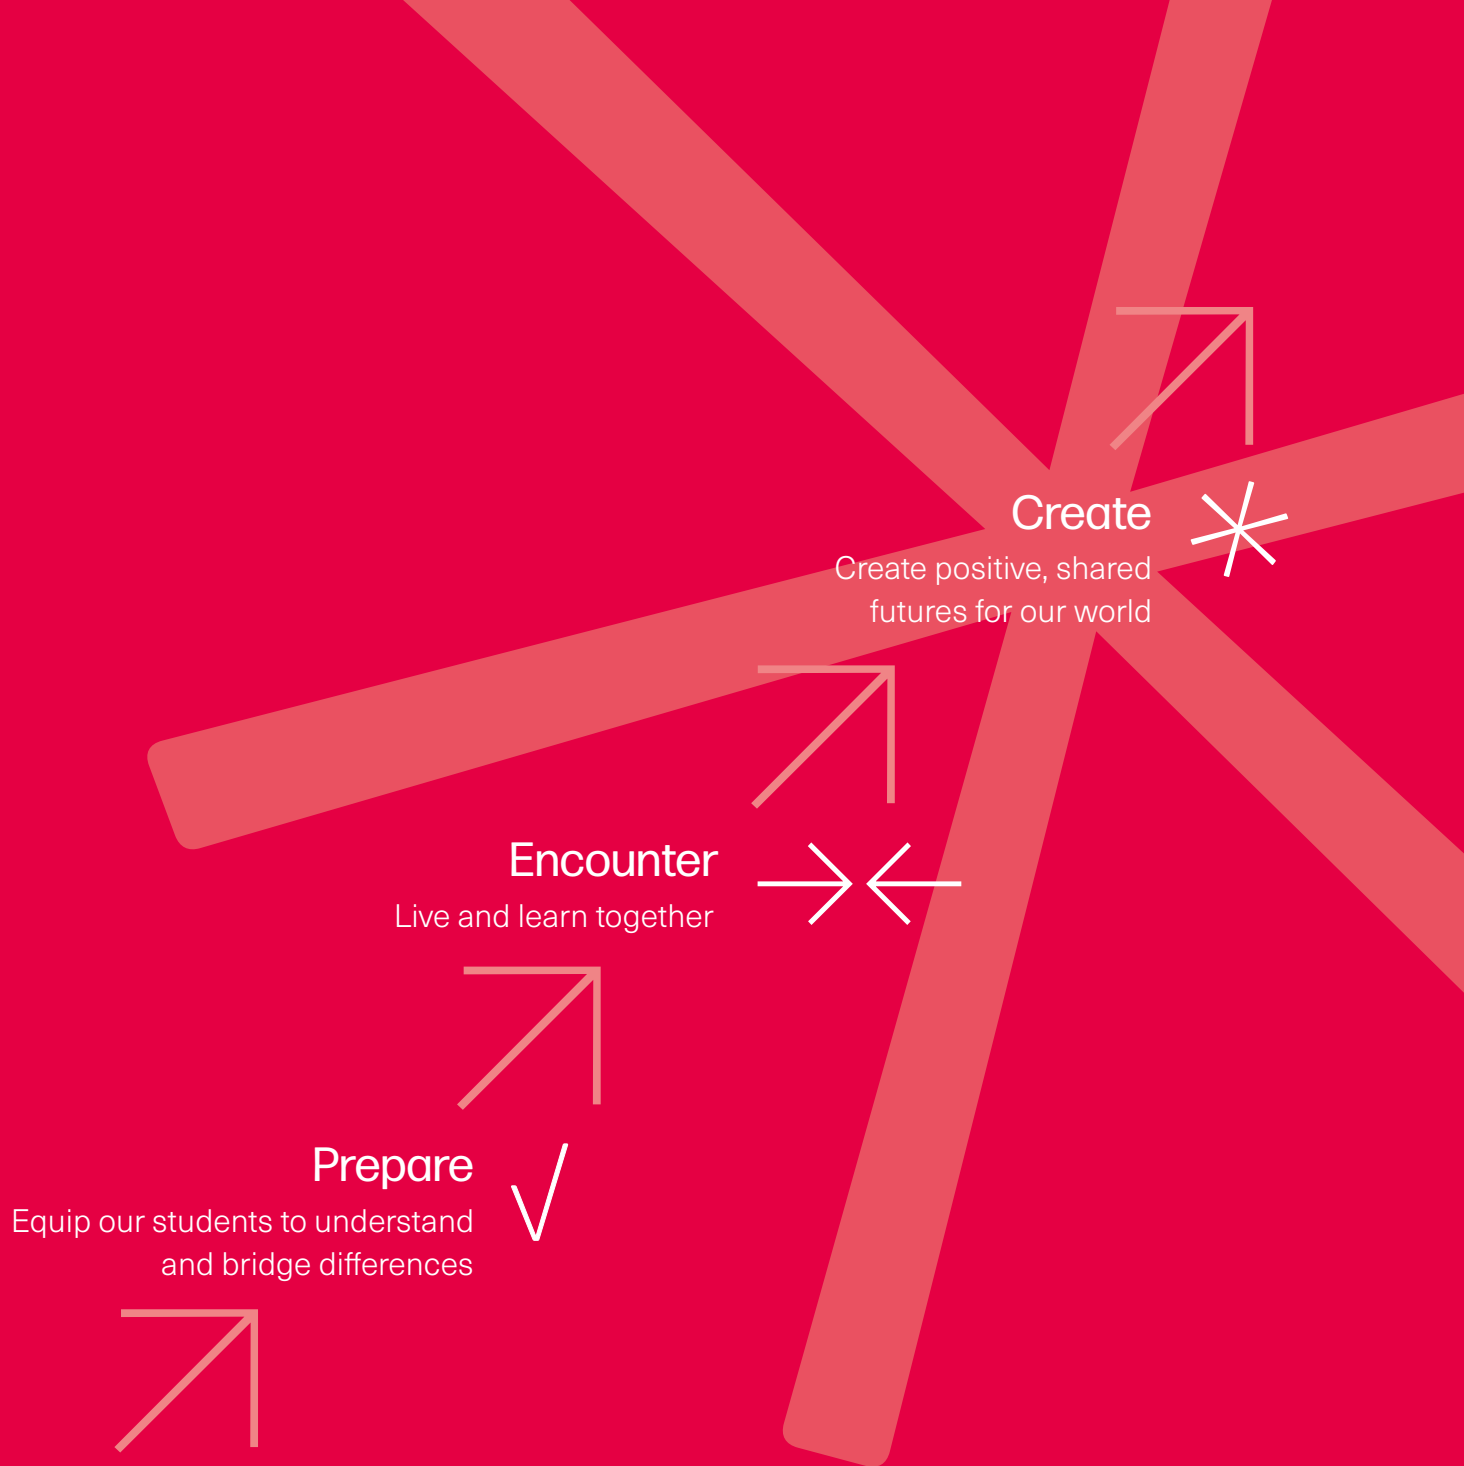 Create
Create positive, shared
futures for our world
Encounter
Live and learn together
Prepare
Equip our students to understand
and bridge differences